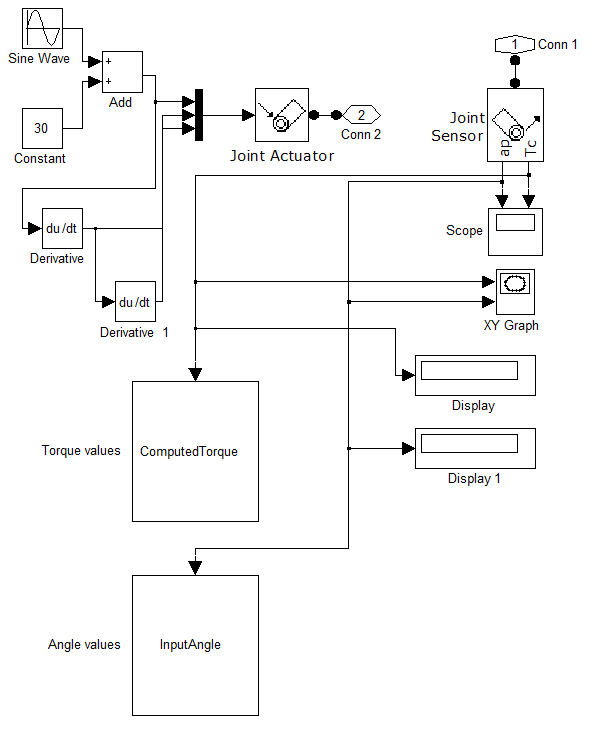 1
Conn 1
Sine Wave
+
+
Add
30
Constant
2
Conn 2
Joint Actuator
Joint
Sensor
ap
Tc
du/dt
Derivative
Scope
du/dt
Derivative 1
XY Graph
Display
Torque values
ComputedTorque
Display 1
Angle values
InputAngle